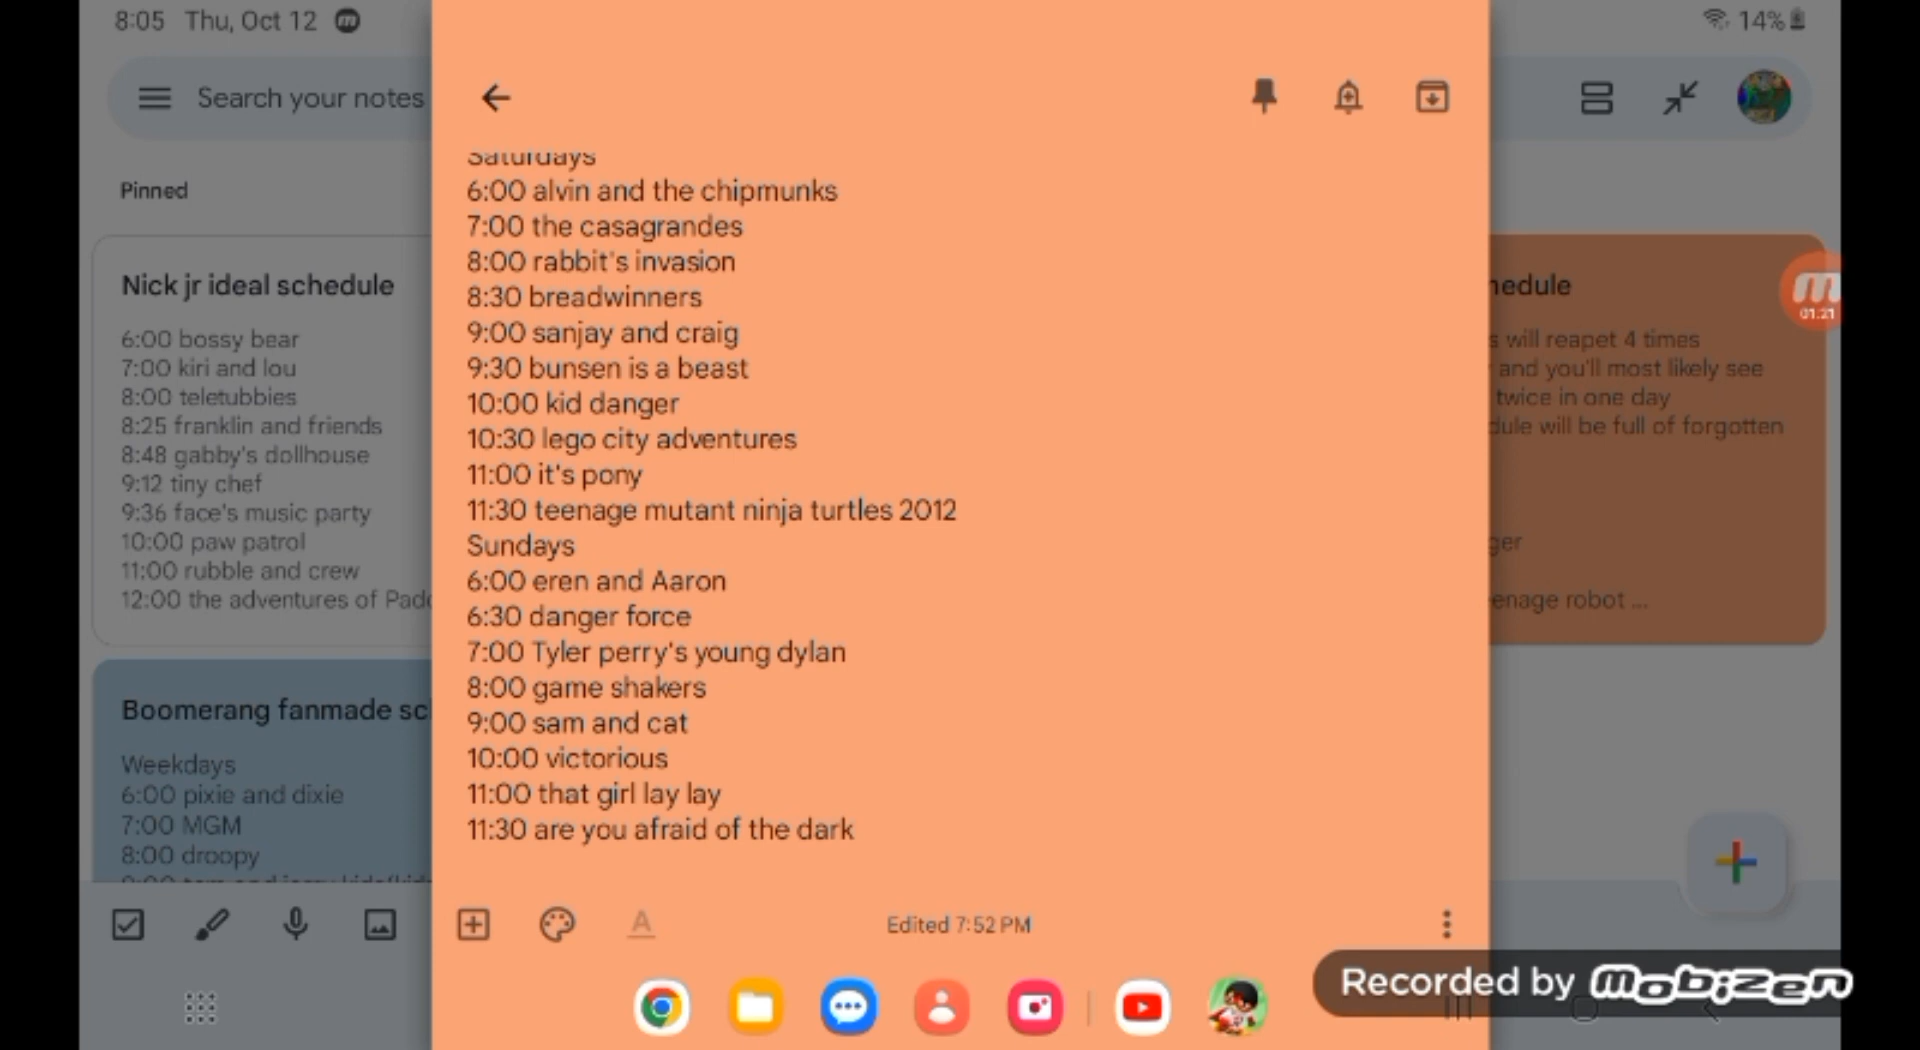 8:05 Thu, Oct 12
14%
Search your notes
Pinned
Nick jr ideal schedule
6:00 bossy bear
7:00 kiri and lou
8:00 teletubbies
8:25 franklin and friends
8:48 gabby's dollhouse
9:12 tiny chef
9:36 face's music party
10:00 paw patrol
11:00 rubble and crew
12:00 the adventures of
Boomerang fanmade
Weekdays
6:00 pixie and dixie
7:00 MGM
8:00 droopy
Saturdays
6:00 alvin and the chipmunks
7:00 the casagrandes
8:00 rabbit's invasion
8:30 breadwinners
9:00 sanjay and craig
9:30 bunsen is a beast
10:00 kid danger
10:30 lego city adventures
11:00 it's pony
11:30 teenage mutant ninja turtles 2012
Sundays
6:00 eren and Aaron
6:30 danger force
7:00 Tyler perry's young dylan
8:00 game shakers
9:00 sam and cat
10:00 victorious
11:00 that girl lay lay
11:30 are you afraid of the dark
Edited 7:52 PM
will reapet 4 times
and you'll most likely see
twice in one day
will be full of forgotten
robot ...
01:21
Recorded by mobizen